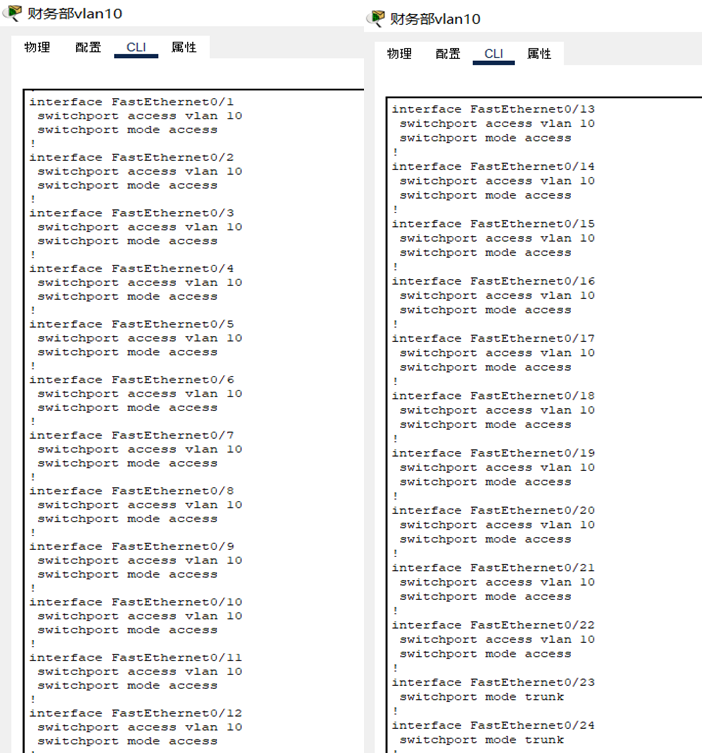 财务部vlan10
物理 配置 CLI 属性
!
interface FastEthernet0/1
 switchport access vlan 10
 switchport mode access
!
interface FastEthernet0/2
 switchport access vlan 10
 switchport mode access
!
interface FastEthernet0/3
 switchport access vlan 10
 switchport mode access
!
interface FastEthernet0/4
 switchport access vlan 10
 switchport mode access
!
interface FastEthernet0/5
 switchport access vlan 10
 switchport mode access
!
interface FastEthernet0/6
 switchport access vlan 10
 switchport mode access
!
interface FastEthernet0/7
 switchport access vlan 10
 switchport mode access
!
interface FastEthernet0/8
 switchport access vlan 10
 switchport mode access
!
interface FastEthernet0/9
 switchport access vlan 10
 switchport mode access
!
interface FastEthernet0/10
 switchport access vlan 10
 switchport mode access
!
interface FastEthernet0/11
 switchport access vlan 10
 switchport mode access
!
interface FastEthernet0/12
 switchport access vlan 10
 switchport mode access
!
财务部vlan10
物理 配置 CLI 属性
interface FastEthernet0/13
 switchport access vlan 10
 switchport mode access
!
interface FastEthernet0/14
 switchport access vlan 10
 switchport mode access
!
interface FastEthernet0/15
 switchport access vlan 10
 switchport mode access
!
interface FastEthernet0/16
 switchport access vlan 10
 switchport mode access
!
interface FastEthernet0/17
 switchport access vlan 10
 switchport mode access
!
interface FastEthernet0/18
 switchport access vlan 10
 switchport mode access
!
interface FastEthernet0/19
 switchport access vlan 10
 switchport mode access
!
interface FastEthernet0/20
 switchport access vlan 10
 switchport mode access
!
interface FastEthernet0/21
 switchport access vlan 10
 switchport mode access
!
interface FastEthernet0/22
 switchport access vlan 10
 switchport mode access
!
interface FastEthernet0/23
 switchport mode trunk
!
interface FastEthernet0/24
 switchport mode trunk
!